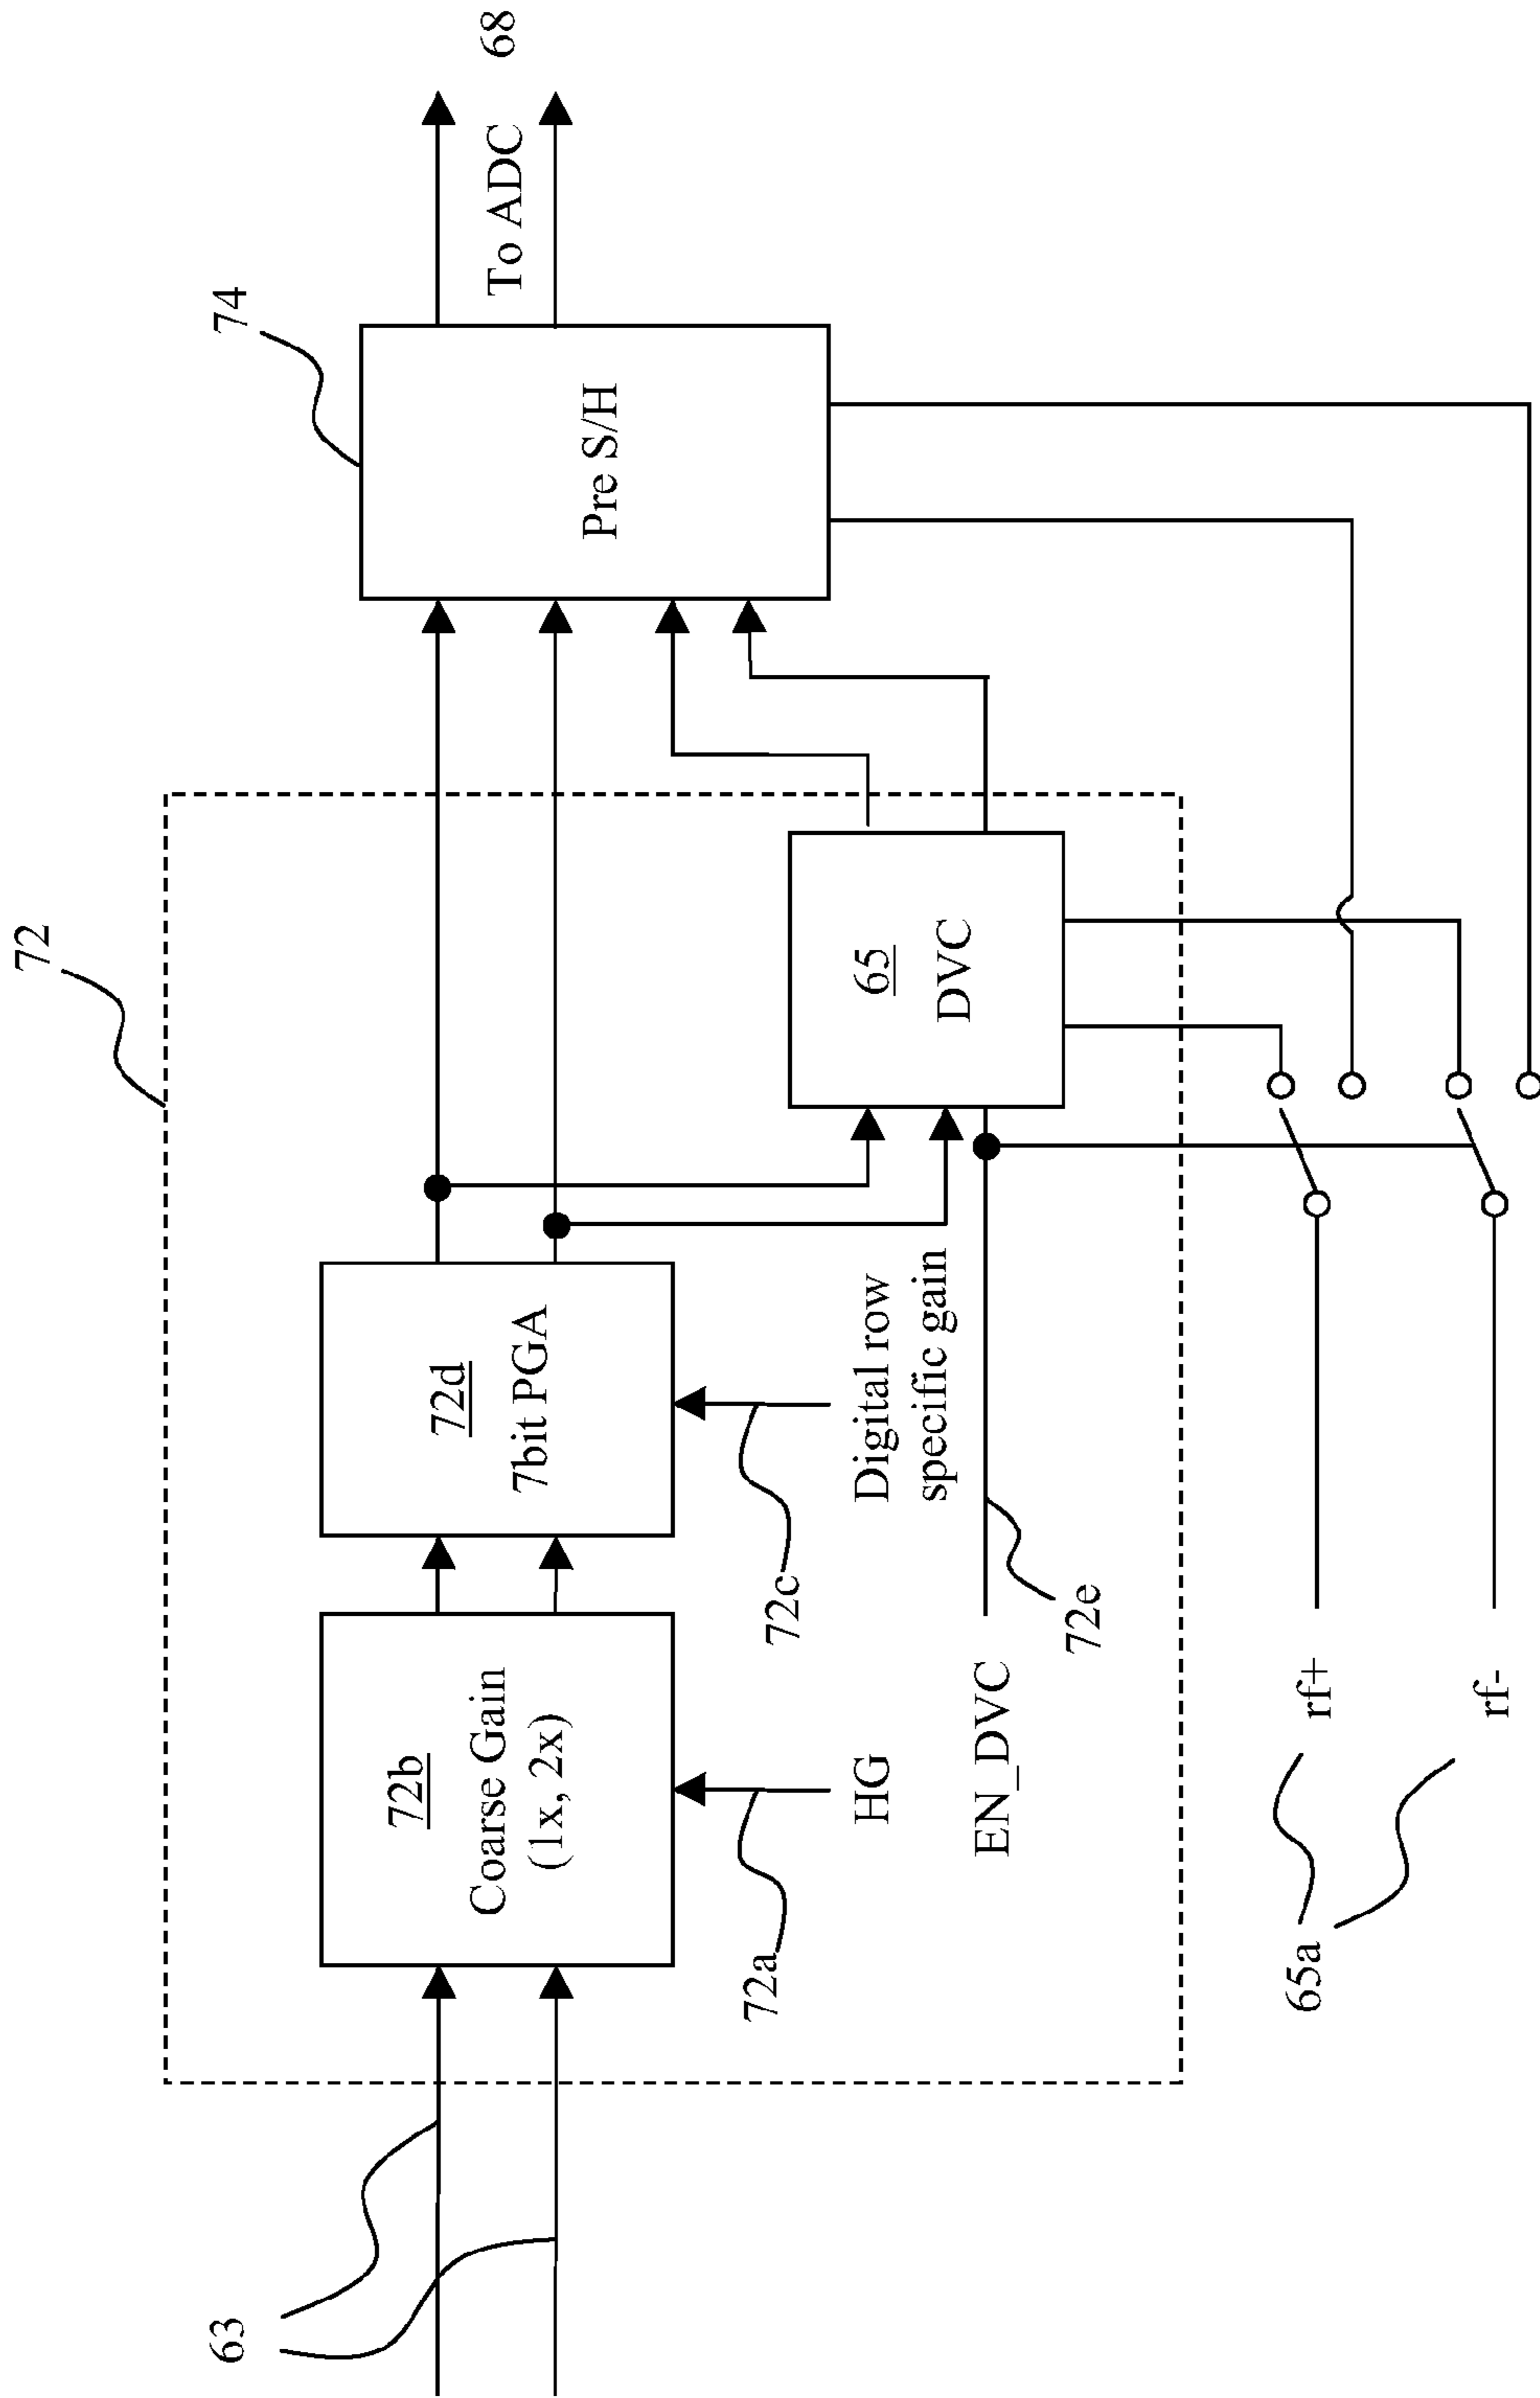 72
74
68
To ADC
63
72b
Coarse Gain
(1x, 2x)
72d
7bit PGA
Pre S/H
72a
72c
HG
Digital row
specific gain
65
DVC
EN_DVC
72e
65a
rf+
rf-